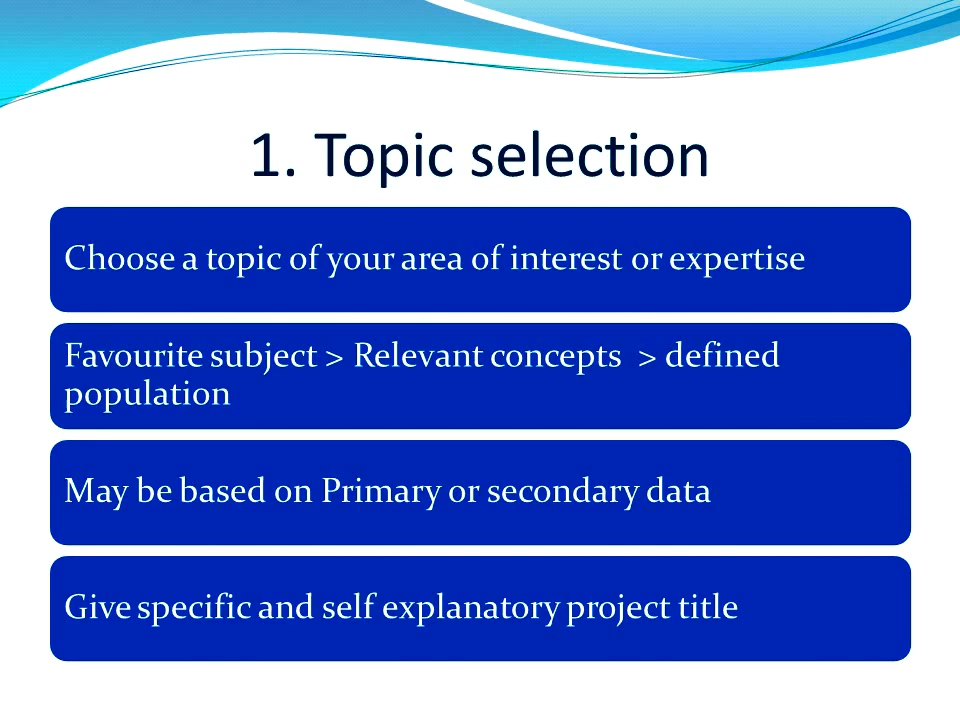 1. Topic selection
Choose a topic of your area of interest or expertise
Favourite subject > Relevant concepts  > defined
population
May be based on Primary or secondary data
Give specific and self explanatory project title